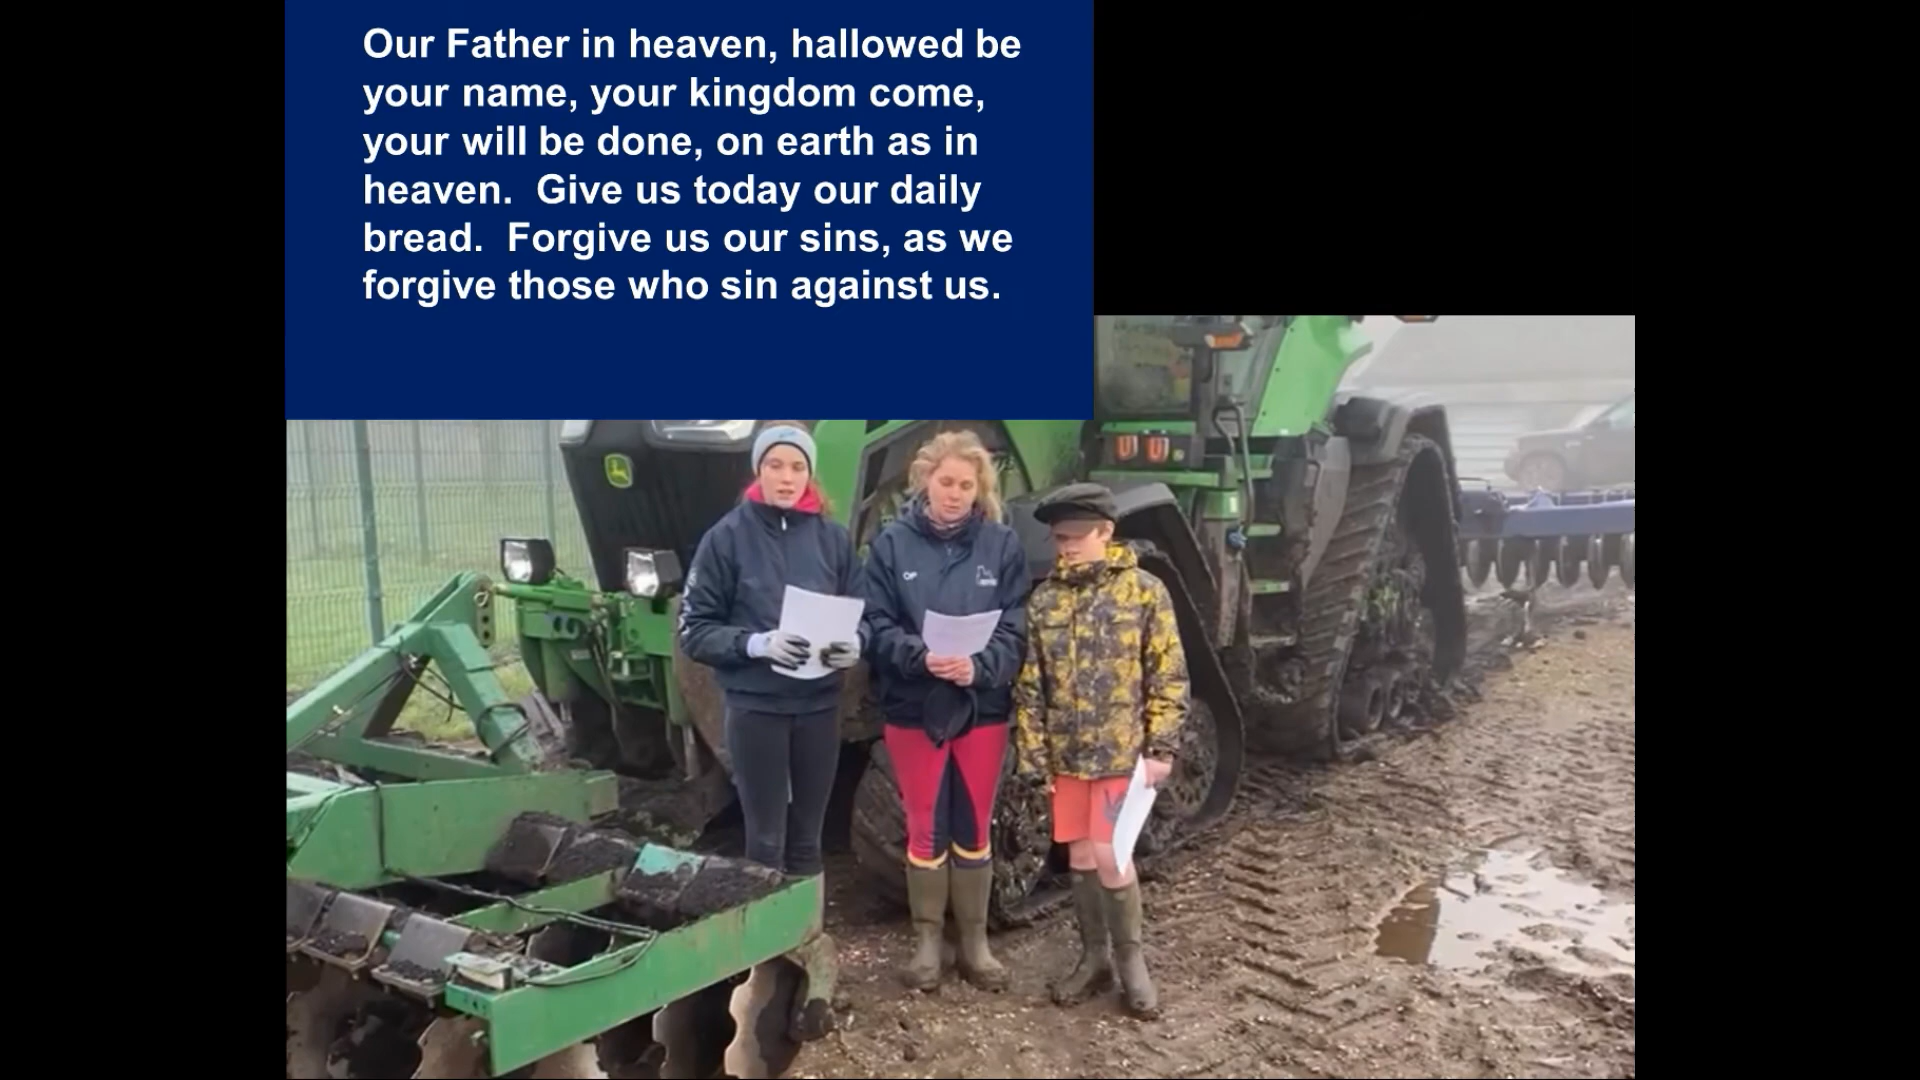 Our Father in heaven, hallowed be
your name, your kingdom come,
your will be done, on earth as in
heaven.  Give us today our daily
bread.  Forgive us our sins, as we
forgive those who sin against us.
OP